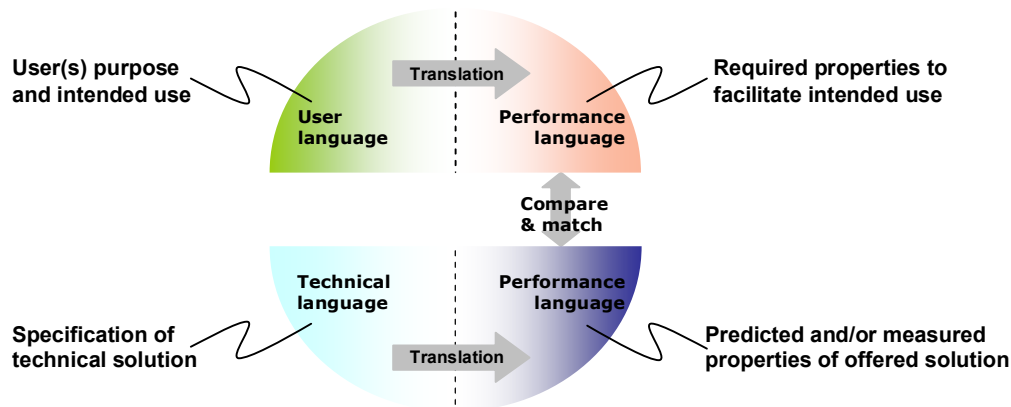 User(s) purpose
and intended use
Translation
Required properties to
facilitate intended use
User
language
Performance
language
Compare
& match
Technical
language
Performance
language
Specification of
technical solution
Translation
Predicted and/or measured
properties of offered solution